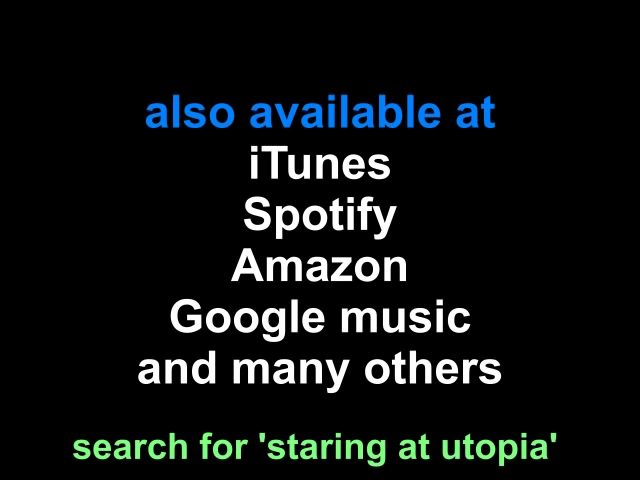 also available at
iTunes
Spotify
Amazon
Google music
and many others
search for 'staring at utopia'